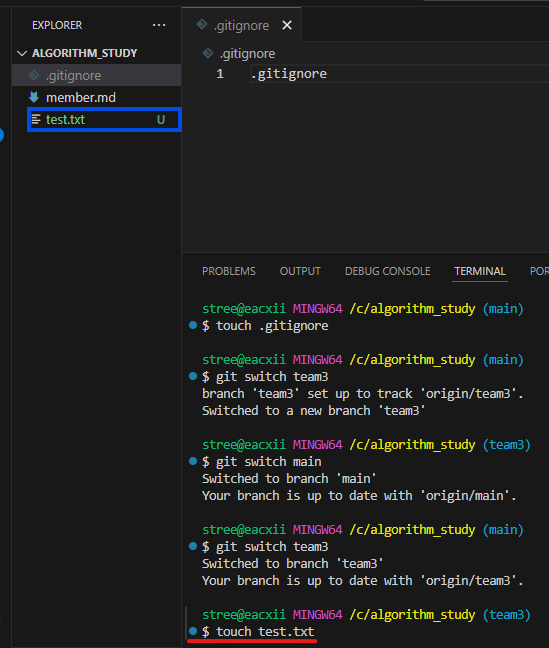 EXPLORER ···
ALGORITHM_STUDY
.gitignore
member.md
test.txt U
.gitignore
.gitignore
1 .gitignore
PROBLEMS OUTPUT DEBUG CONSOLE TERMINAL POR
stree@eacxii MINGW64 /c/algorithm_study (main)
$ touch .gitignore
stree@eacxii MINGW64 /c/algorithm_study (main)
$ git switch team3
branch 'team3' set up to track 'origin/team3'.
Switched to a new branch 'team3'
stree@eacxii MINGW64 /c/algorithm_study (team3)
$ git switch main
Switched to branch 'main'
Your branch is up to date with 'origin/main'.
stree@eacxii MINGW64 /c/algorithm_study (main)
$ git switch team3
Switched to branch 'team3'
Your branch is up to date with 'origin/team3'.
stree@eacxii MINGW64 /c/algorithm_study (team3)
$ touch test.txt